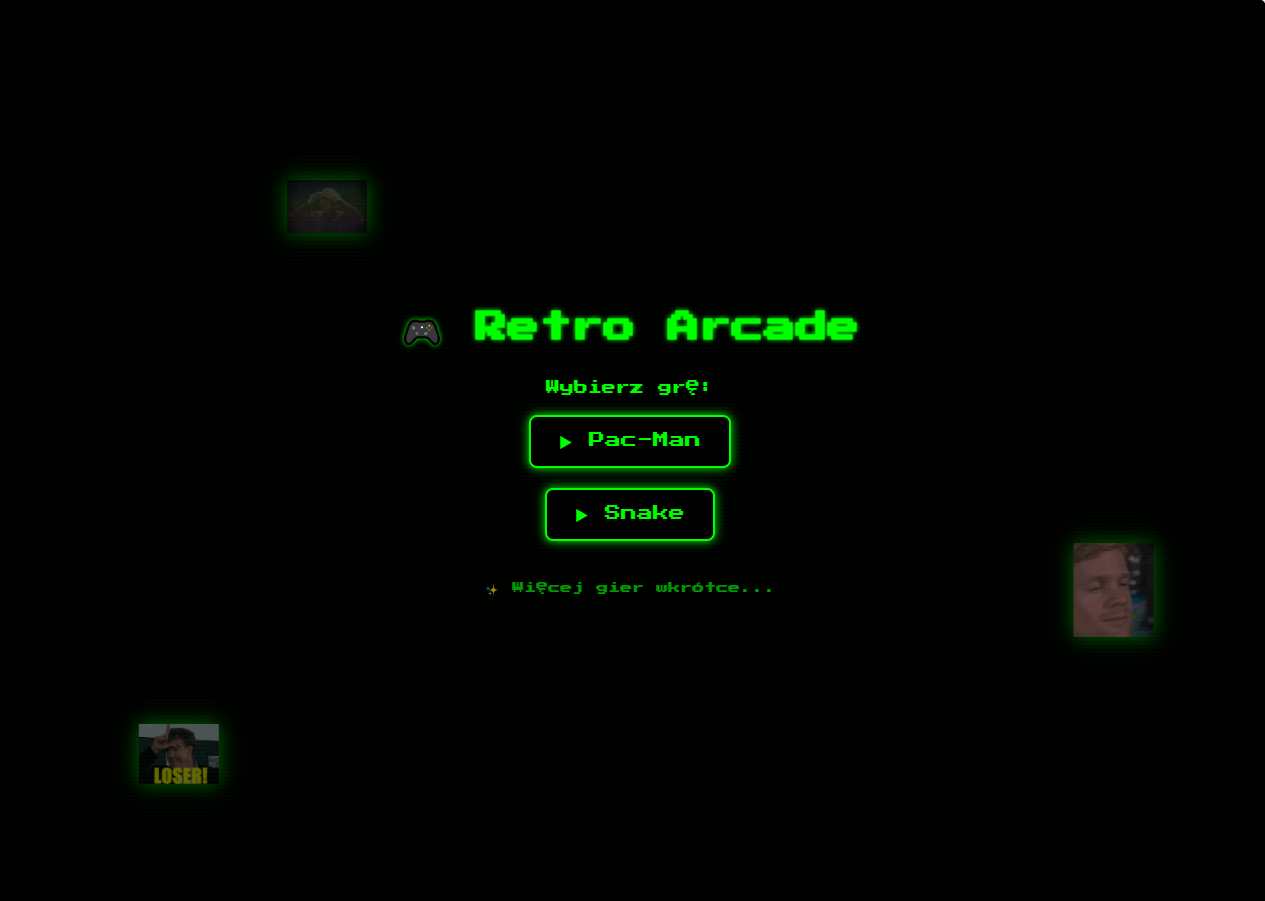 🎮 Retro Arcade
Wybierz grę:
▶ Pac-Man
▶ Snake
✨ Więcej gier wkrótce...
LOSER!